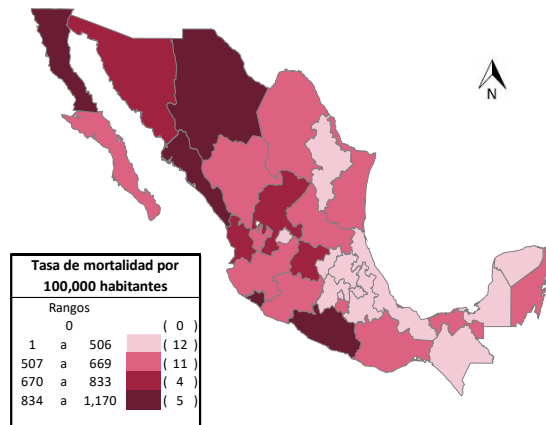 N
Tasa de mortalidad por
100,000 habitantes
Rangos
0 ( 0 )
1 a 506 ( 12 )
507 a 669 ( 11 )
670 a 833 ( 4 )
834 a 1,170 ( 5 )